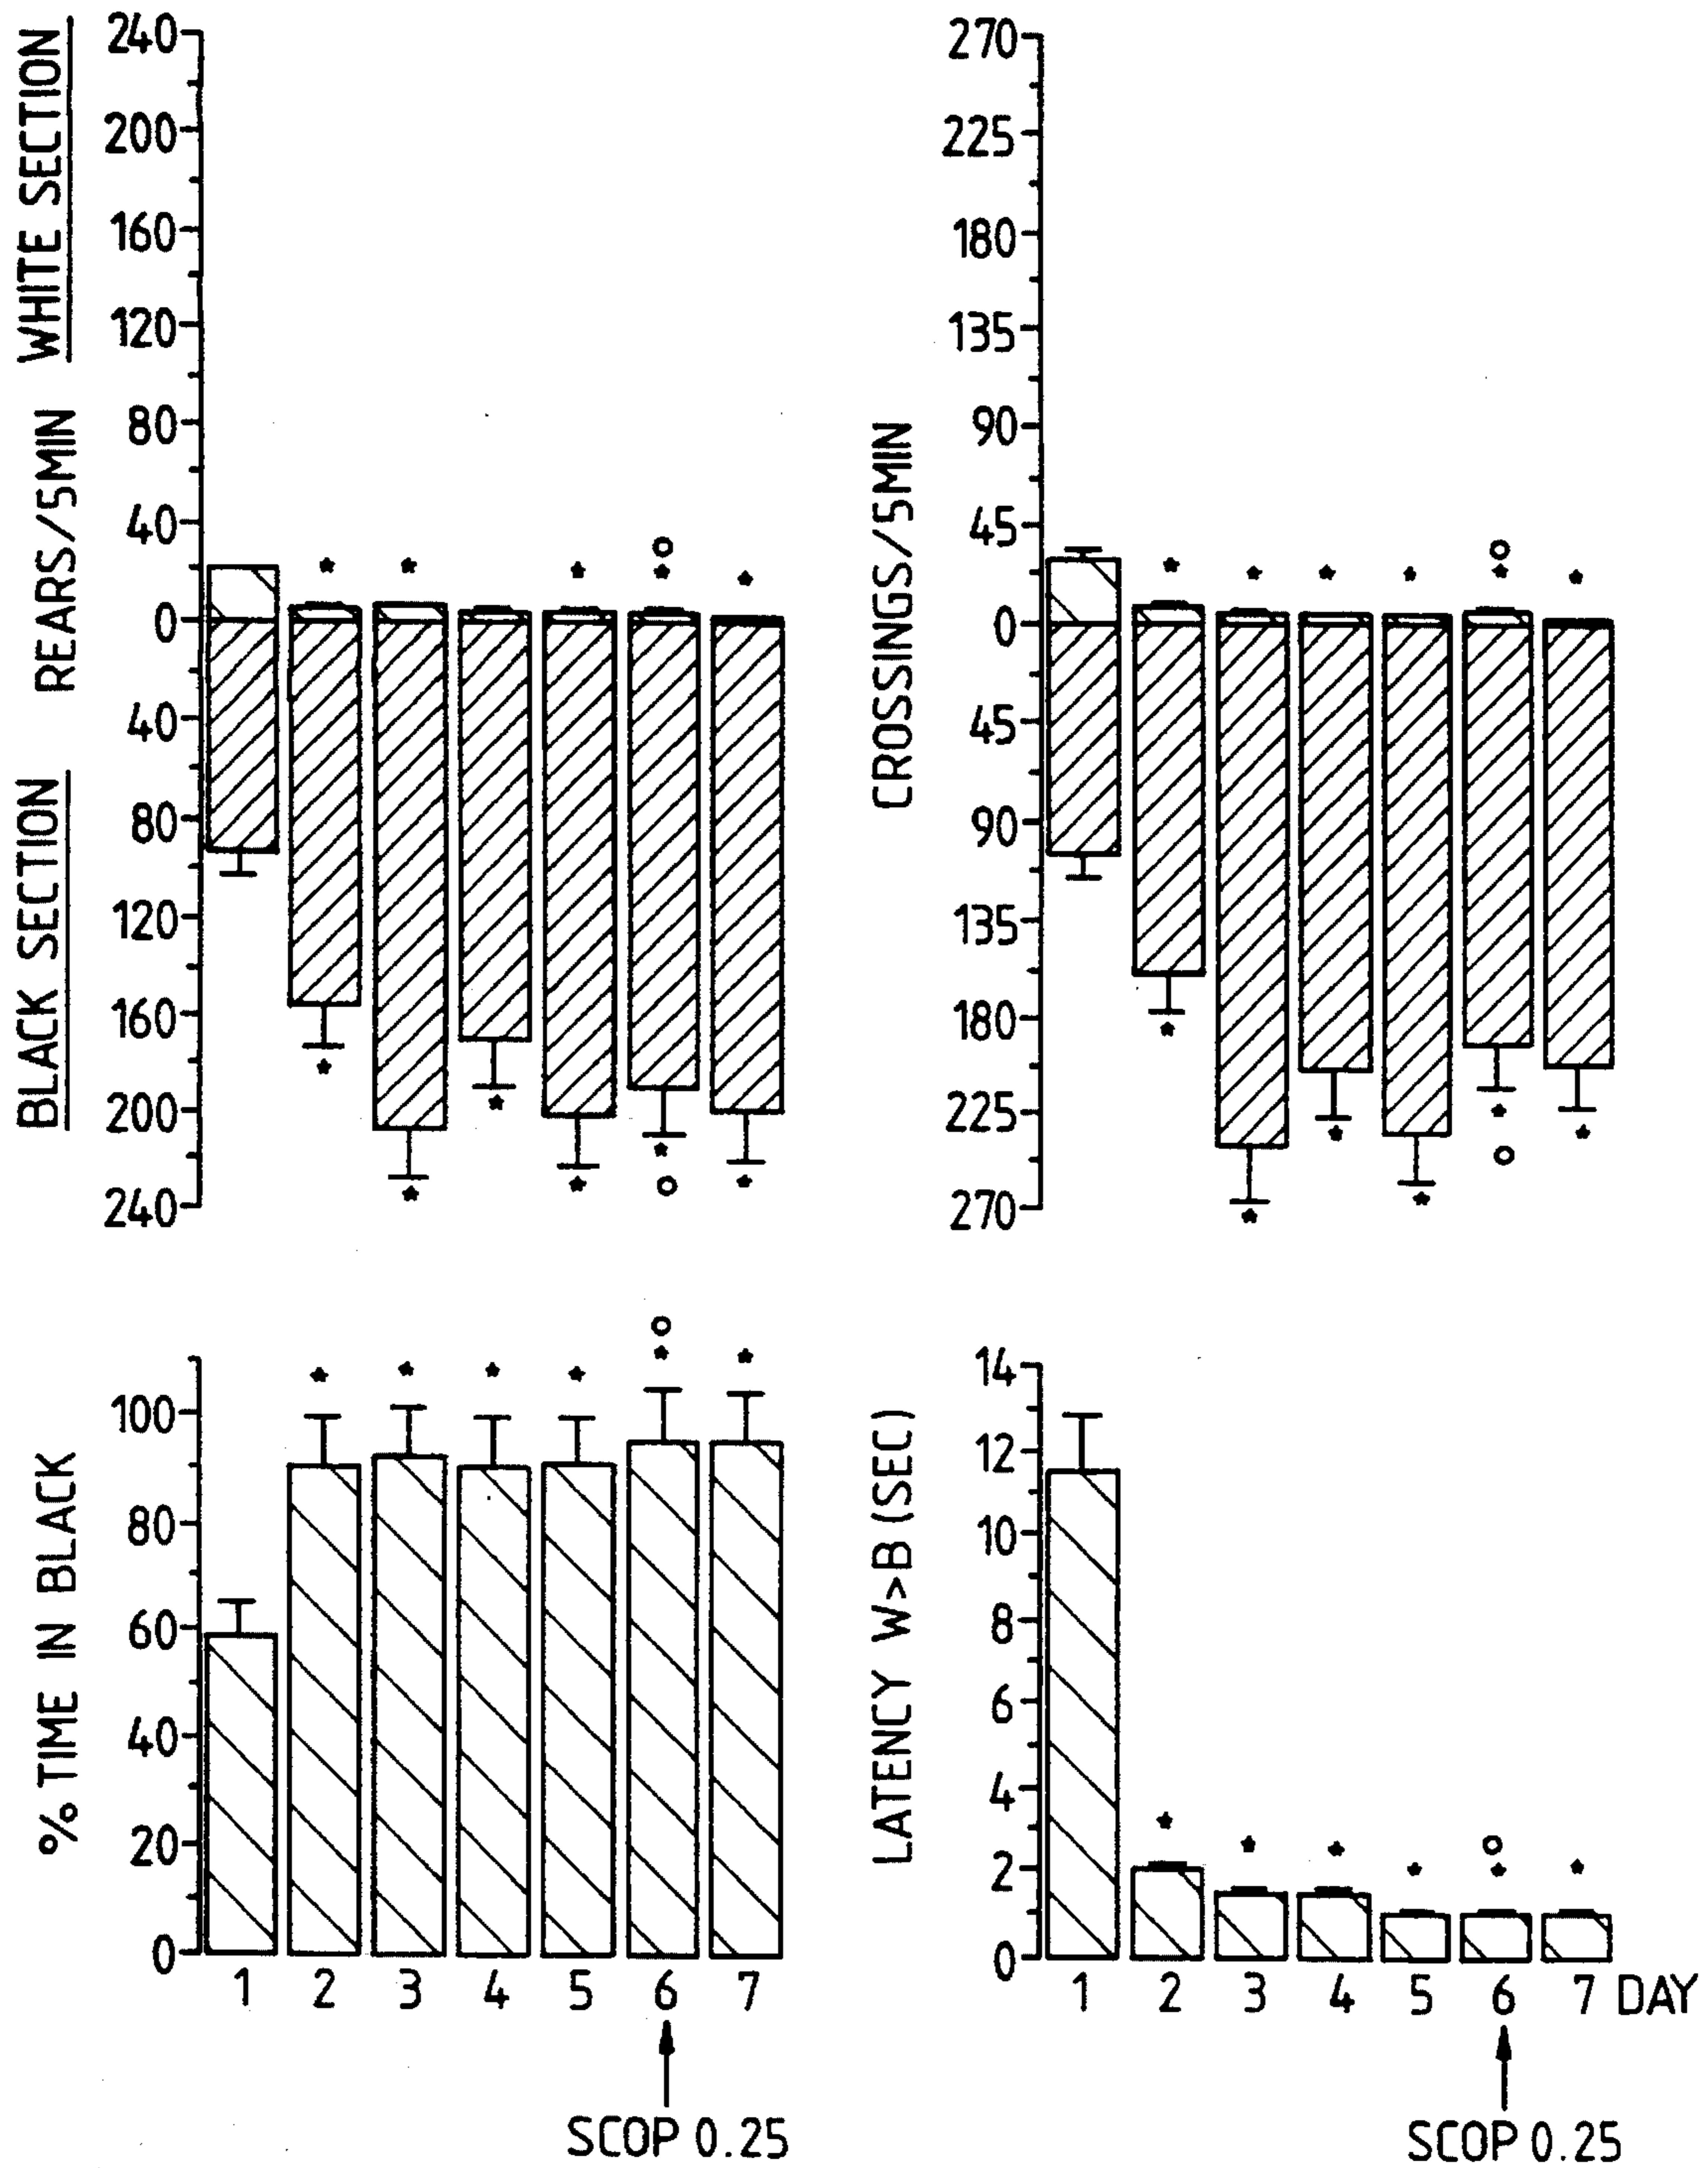 WHITE SECTION
REARS/5MIN
BLACK SECTION
240
200
160
120
80
40
0
40
80
120
160
200
240
* * * ° * *
* * * * * ° *
CROSSINGS/5MIN
270
225
180
135
90
45
0
45
90
135
180
225
270
* * * * ° * *
* * * * * ° *
% TIME IN BLACK
100
80
60
40
20
0
* * * * ° * *
1 2 3 4 5 6 7
SCOP 0.25
LATENCY W>B (SEC)
14
12
10
8
6
4
2
0
* * * * ° * *
1 2 3 4 5 6 7 DAY
SCOP 0.25